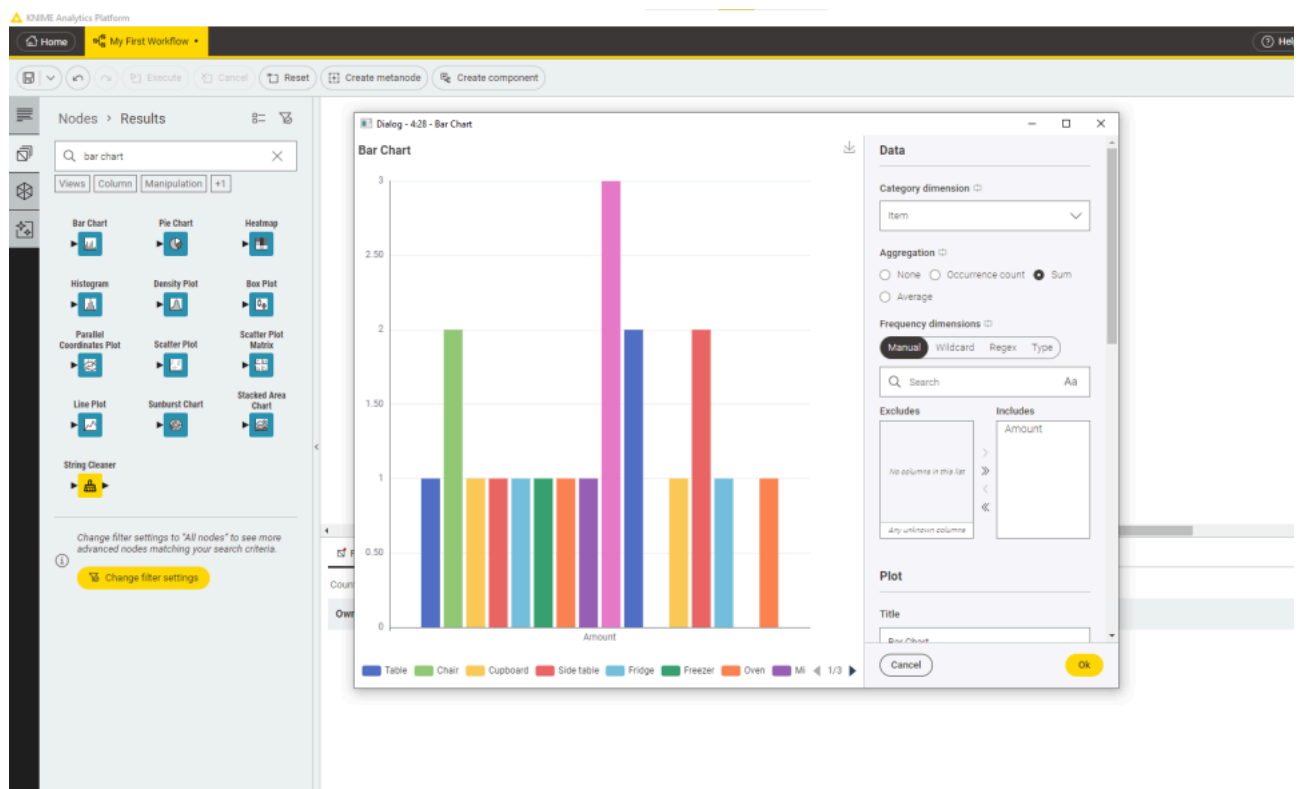 KNIME Analytics Platform
Home
My First Workflow •
Help
Execute
Cancel
Reset
Create metanode
Create component
Nodes > Results
bar chart
Views Column Manipulation +1
Bar Chart Pie Chart Heatmap
Histogram Density Plot Box Plot
Parallel Coordinates Plot Scatter Plot Scatter Plot Matrix
Line Plot Sunburst Chart Stacked Area Chart
String Cleaner
Change filter settings to "All nodes" to see more
advanced nodes matching your search criteria.
Change filter settings
Dialog - 4:28 - Bar Chart
Bar Chart
3
2.50
2
1.50
1
0.50
0
Amount
Table Chair Cupboard Side table Fridge Freezer Oven Mi 1/3
Data
Category dimension
Item
Aggregation
None Occurrence count Sum
Average
Frequency dimensions
Manual Wildcard Regex Type
Search Aa
Excludes Includes
Amount
No columns in this list
Any unknown columns
Plot
Title
Bar Chart
Cancel Ok